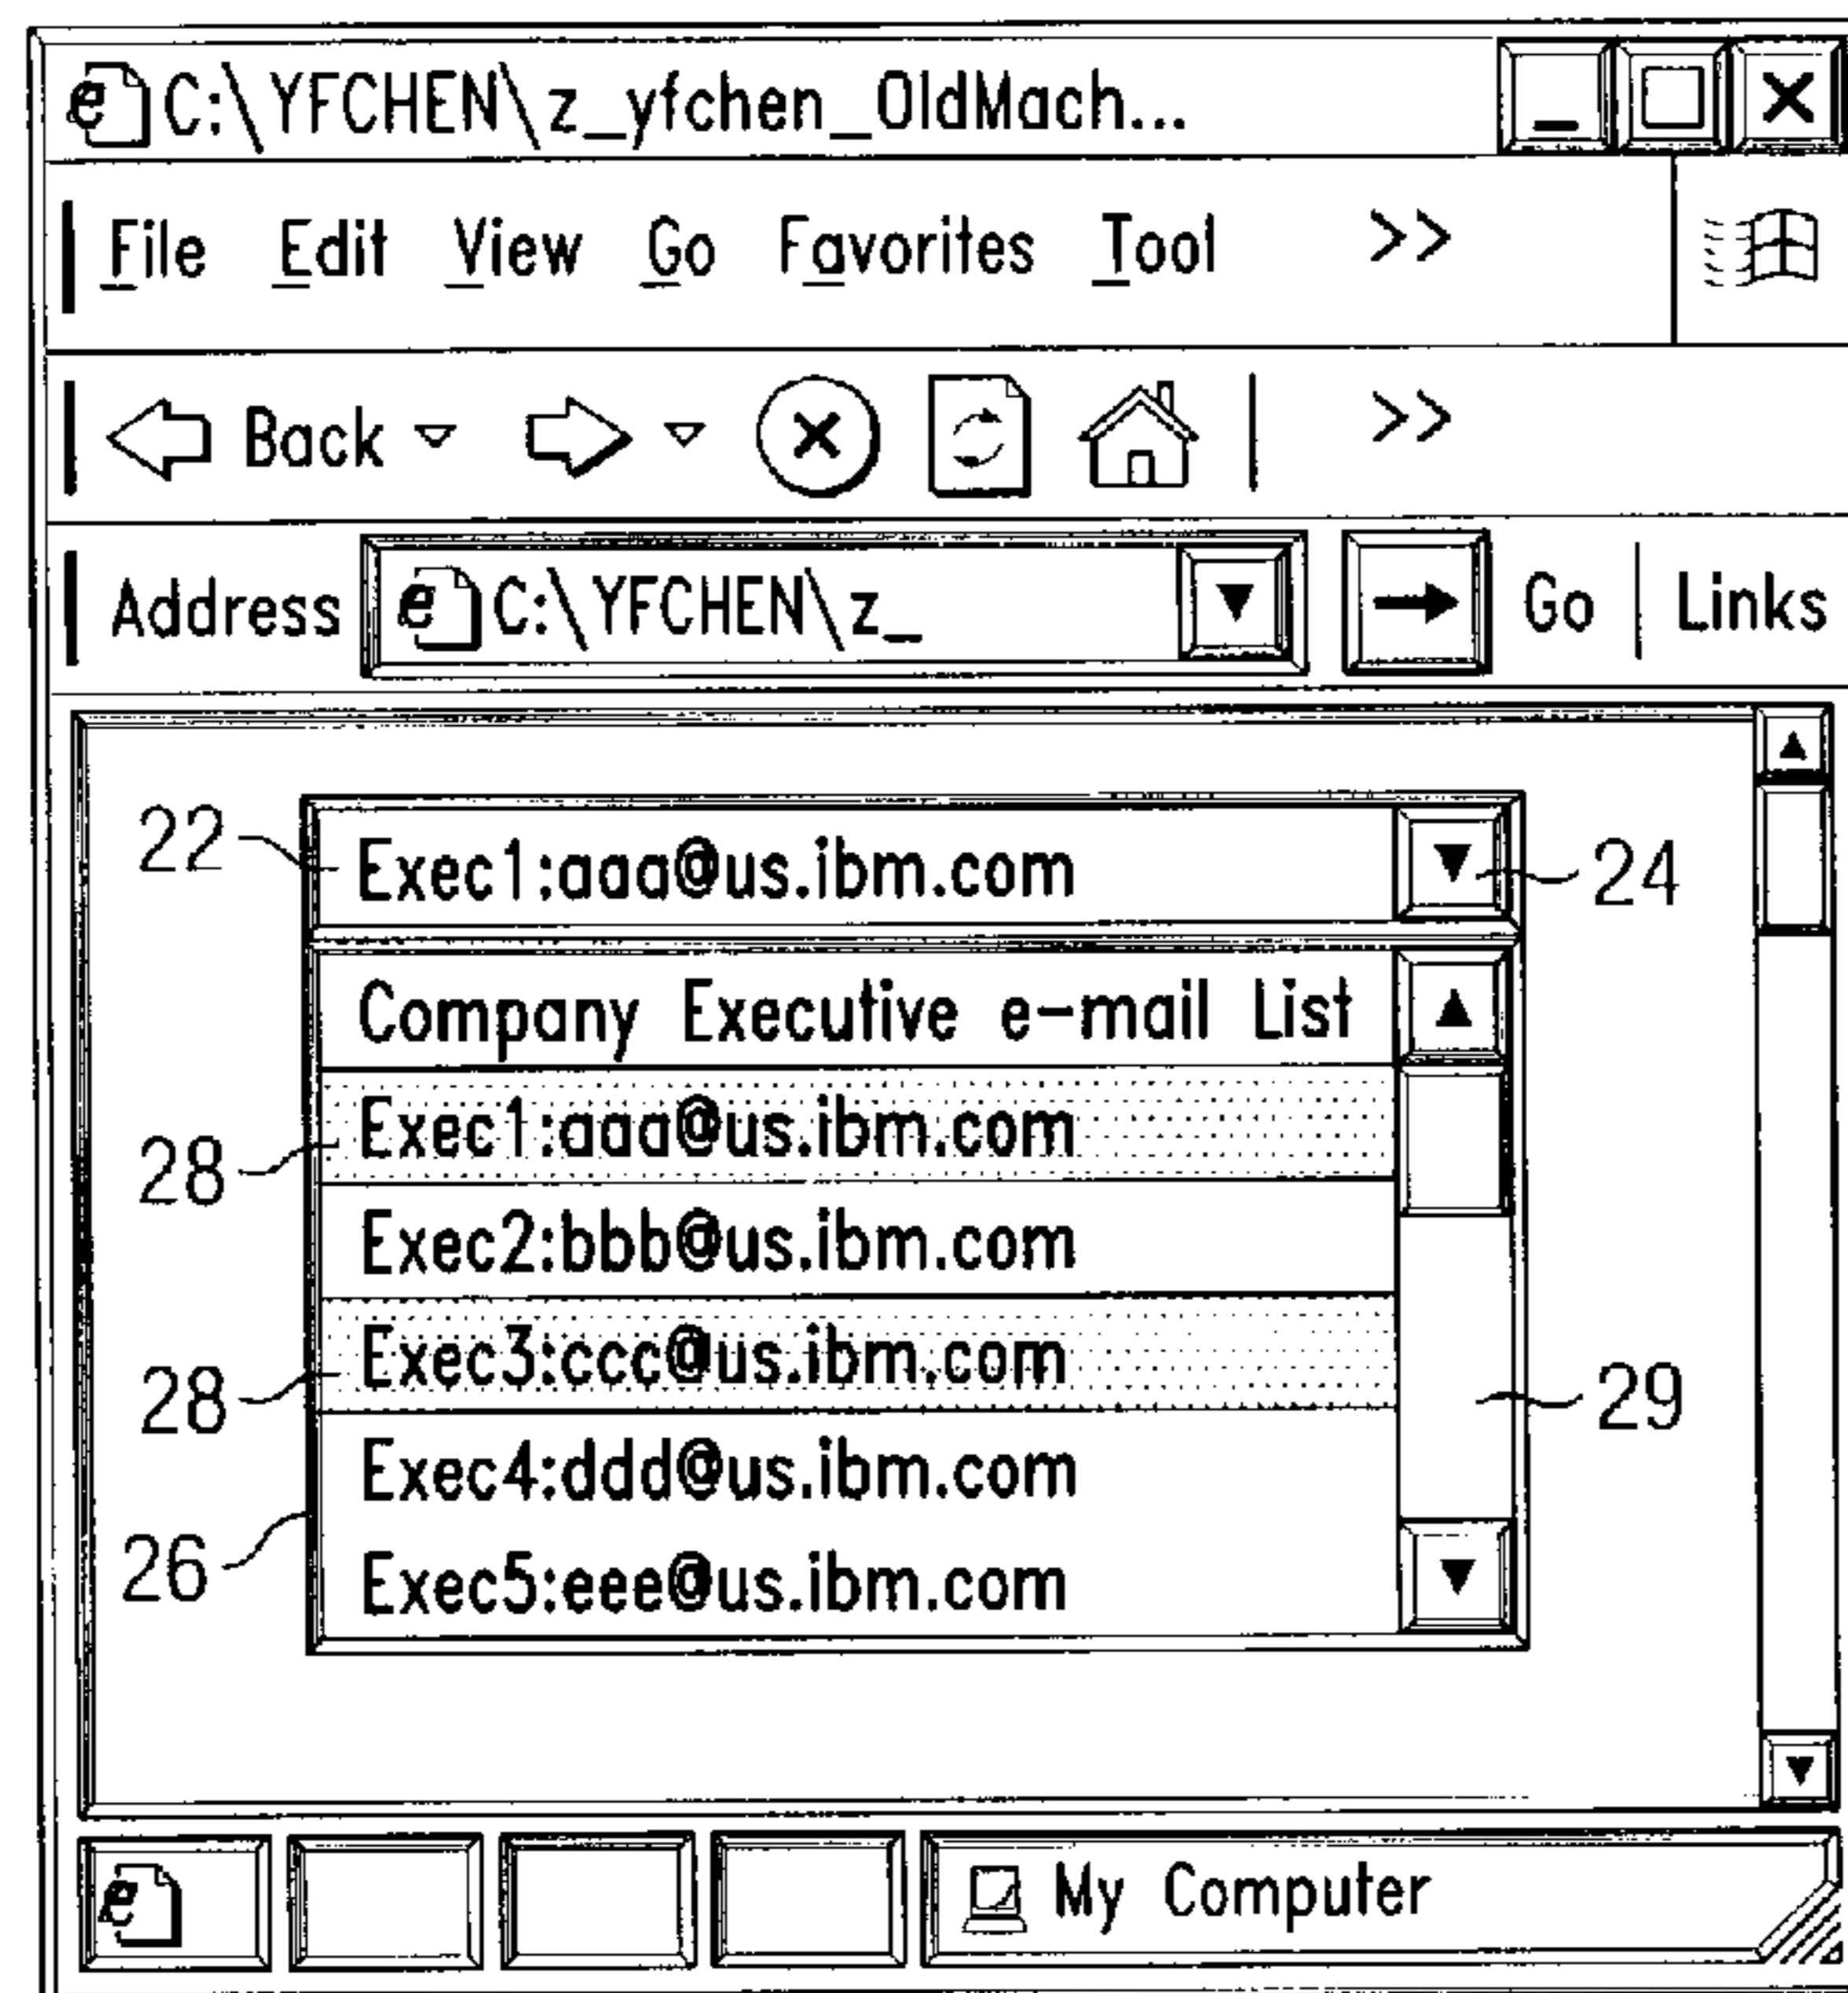 C:\YFCHEN\z_yfchen_OldMach...
File Edit View Go Favorites Tool >>
Back >>
Address C:\YFCHEN\z_ Go Links
22 Exec1:aaa@us.ibm.com 24
Company Executive e-mail List
28 Exec1:aaa@us.ibm.com
Exec2:bbb@us.ibm.com
28 Exec3:ccc@us.ibm.com 29
Exec4:ddd@us.ibm.com
26 Exec5:eee@us.ibm.com
My Computer